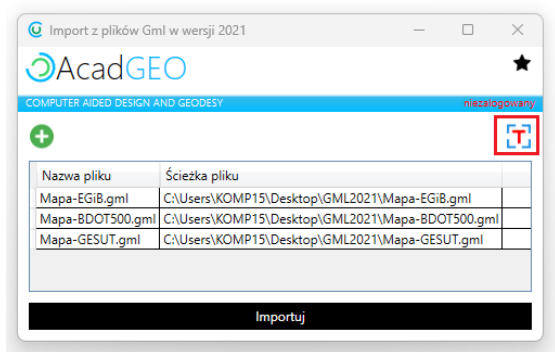 Import z plików Gml w wersji 2021
AcadGEO
COMPUTER AIDED DESIGN AND GEODESY niezalogowany
T
Nazwa pliku Ścieżka pliku
Mapa-EGiB.gml C:\Users\KOMP15\Desktop\GML2021\Mapa-EGiB.gml
Mapa-BDOT500.gml C:\Users\KOMP15\Desktop\GML2021\Mapa-BDOT500.gml
Mapa-GESUT.gml C:\Users\KOMP15\Desktop\GML2021\Mapa-GESUT.gml
Importuj